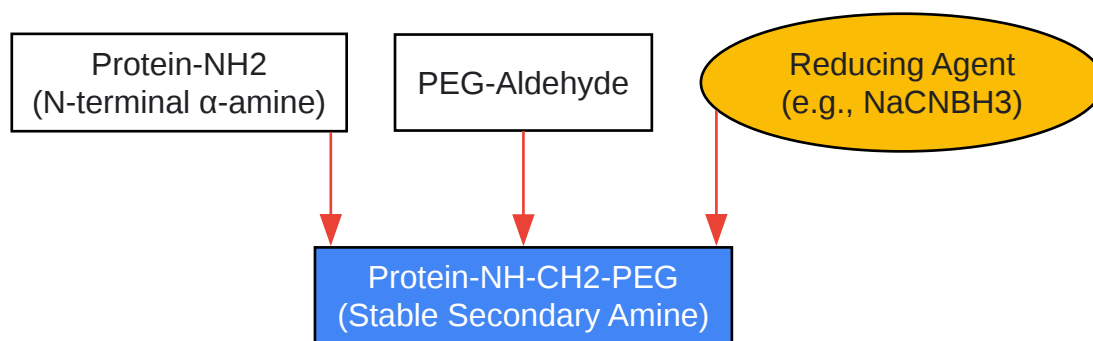 Protein-NH2
(N-terminal α-amine)
PEG-Aldehyde
Reducing Agent
(e.g., NaCNBH3)
Protein-NH-CH2-PEG
(Stable Secondary Amine)